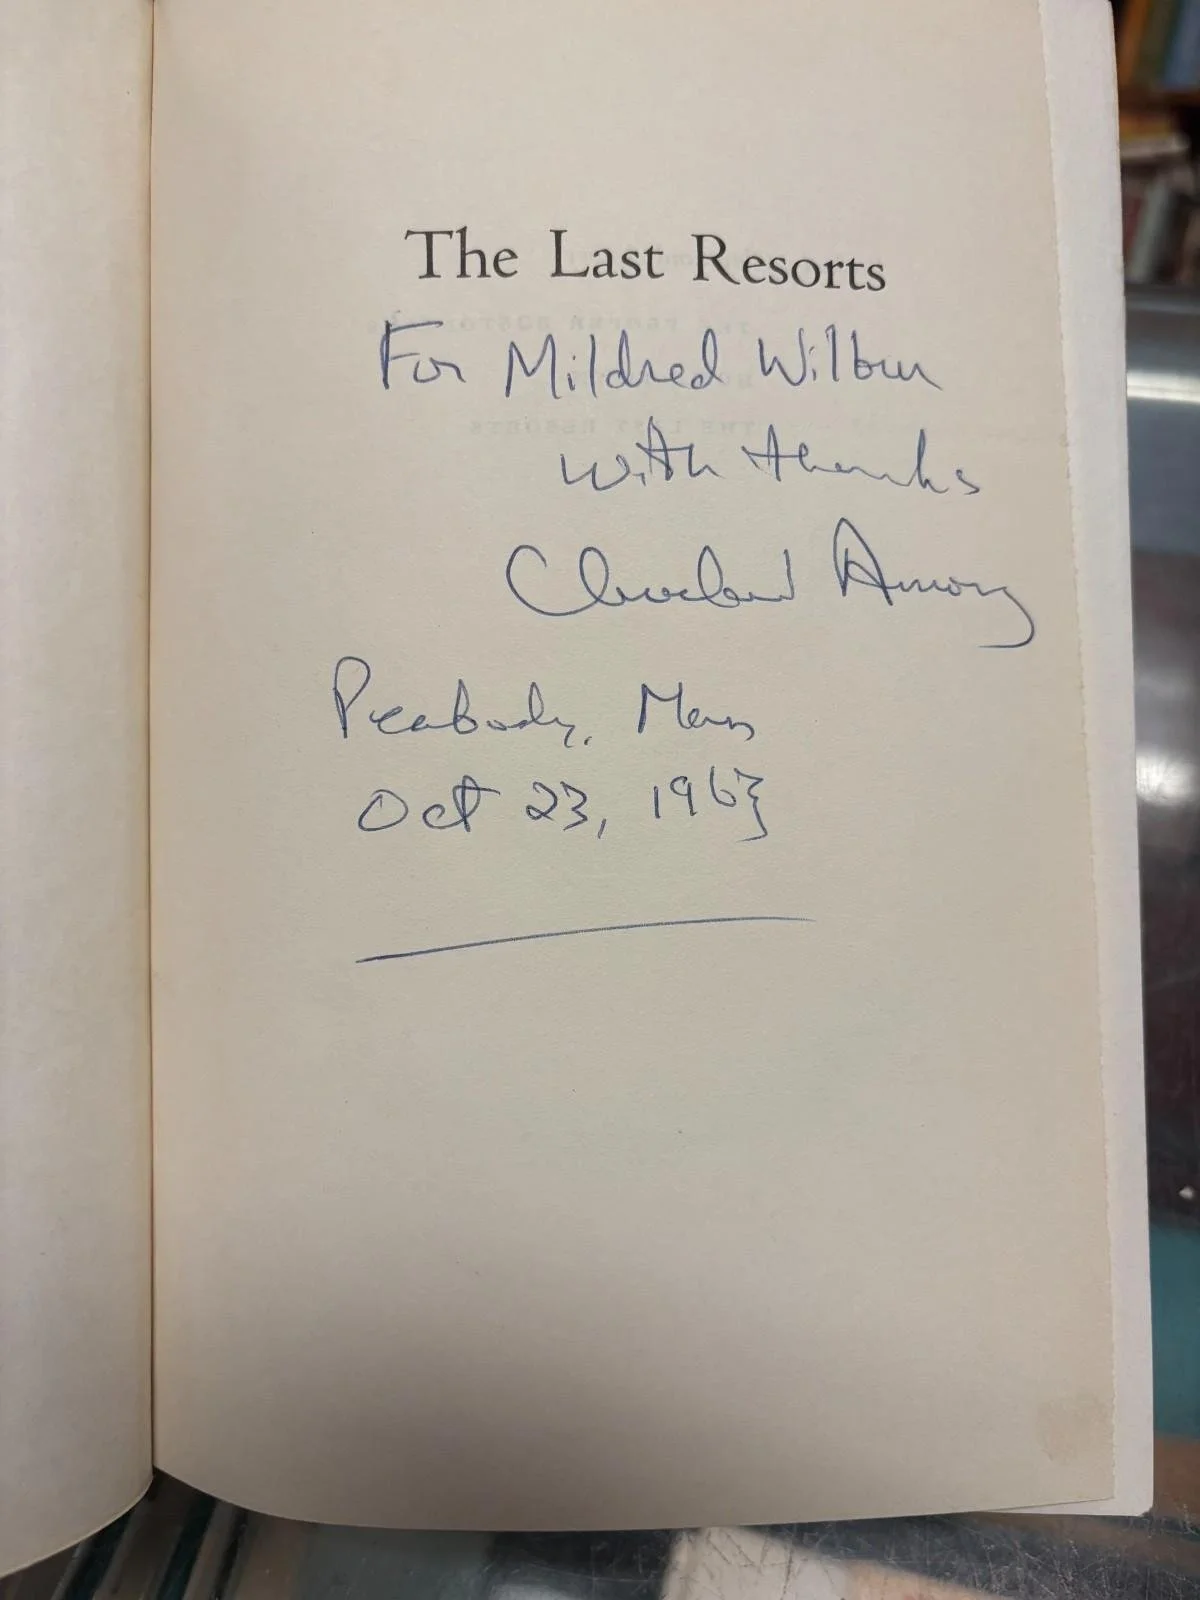 The Last Resorts
For Mildred Wilbur
with thanks
Cleveland Amory
Peabody, Mass
Oct 23, 1963